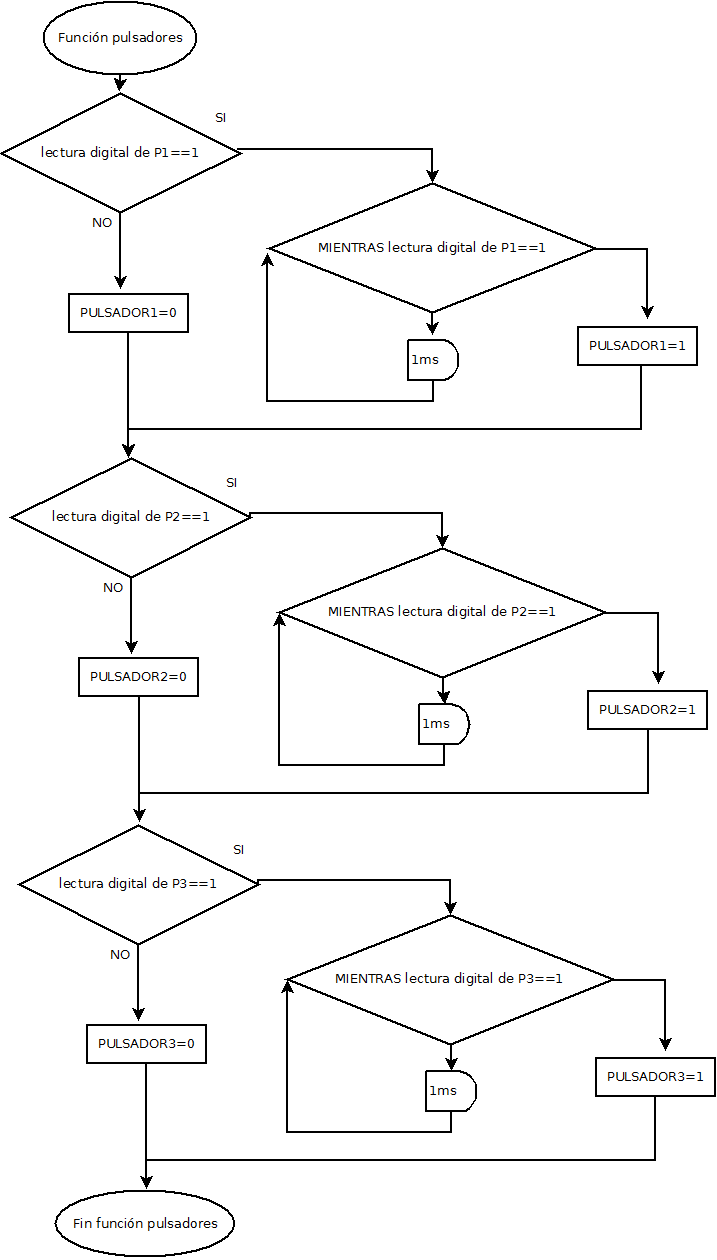 Función pulsadores
SI
lectura digital de P1==1
NO
MIENTRAS lectura digital de P1==1
PULSADOR1=0
1ms
PULSADOR1=1
SI
lectura digital de P2==1
NO
MIENTRAS lectura digital de P2==1
PULSADOR2=0
1ms
PULSADOR2=1
SI
lectura digital de P3==1
NO
MIENTRAS lectura digital de P3==1
PULSADOR3=0
1ms
PULSADOR3=1
Fin función pulsadores